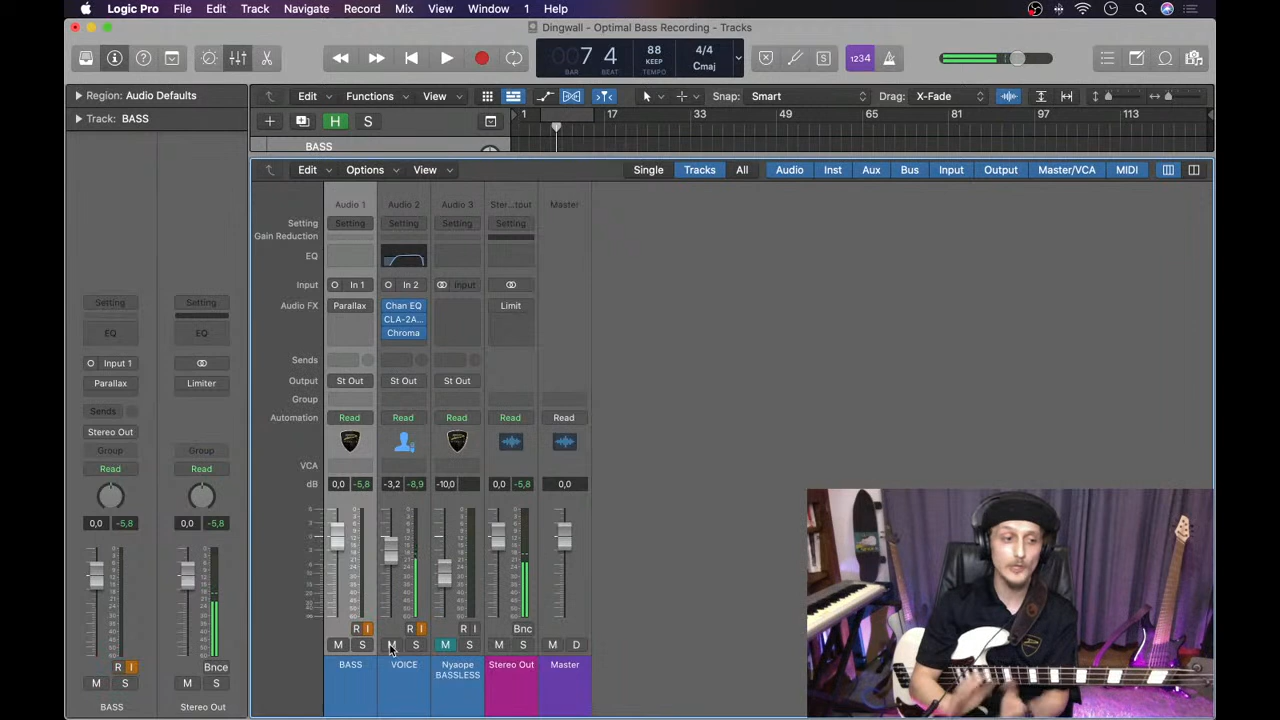 Logic Pro File Edit Track Navigate Record Mix View Window 1 Help
Dingwall - Optimal Bass Recording - Tracks
007 4
BAR BEAT
88
KEEP
TEMPO
4/4
Cmaj
S
1234
Region: Audio Defaults
Edit Functions View Snap: Smart Drag: X-Fade
Track: BASS
H S
1 17 33 49 65 81 97 113
BASS
Edit Options View Single Tracks All Audio Inst Aux Bus Input Output Master/VCA MIDI
Audio 1 Audio 2 Audio 3 Ster...tout Master
Setting Setting Setting Setting Setting
Gain Reduction
EQ
Input In 1 In 2 Input
Audio FX Parallax Chan EQ Limit
CLA-2A...
Chroma
Sends
Output St Out St Out St Out
Group
Automation Read Read Read Read Read
VCA
dB 0,0 -5,8 -3,2 -8,9 -10,0 0,0 -5,8 0,0
R I R I R I Bnc
M S M S M S M S M D
BASS VOICE Nyaope BASSLESS Stereo Out Master
Setting Setting
EQ EQ
Input 1
Parallax Limiter
Sends
Stereo Out
Group Group
Read Read
0,0 -5,8 0,0 -5,8
R I Bnce
M S M S
BASS Stereo Out